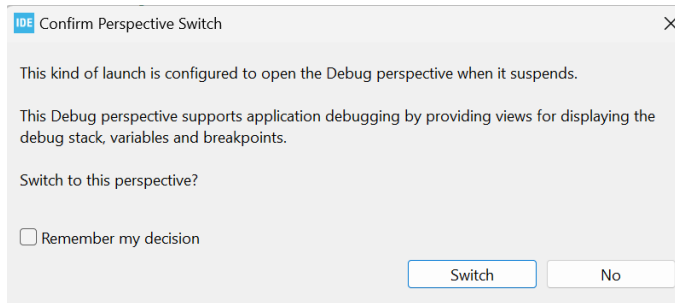 IDE Confirm Perspective Switch
This kind of launch is configured to open the Debug perspective when it suspends.
This Debug perspective supports application debugging by providing views for displaying the
debug stack, variables and breakpoints.
Switch to this perspective?
Remember my decision
Switch No